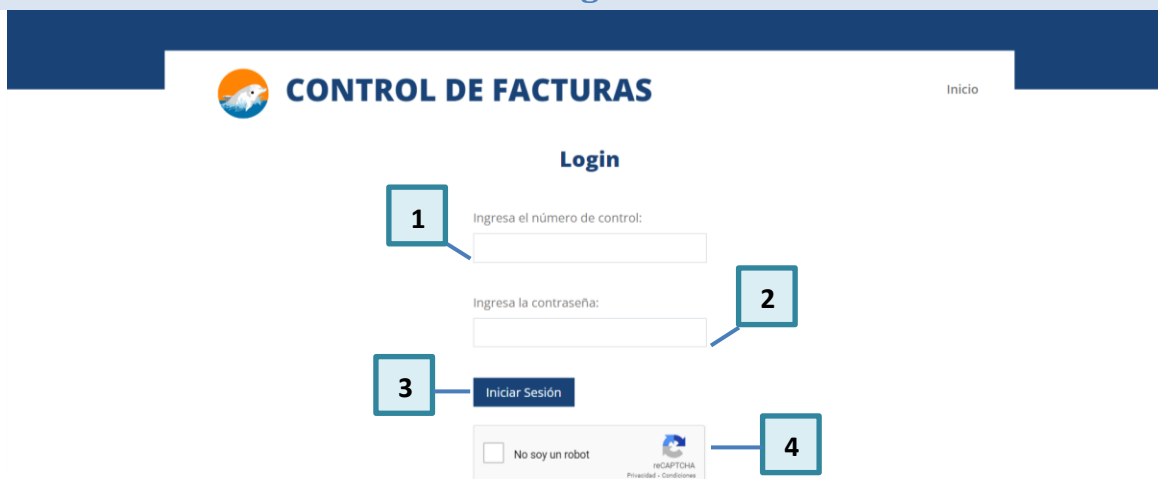 CONTROL DE FACTURAS
Inicio
Login
1
Ingresa el número de control:
Ingresa la contraseña:
2
3
Iniciar Sesión
No soy un robot
reCAPTCHA
Privacidad - Condiciones
4